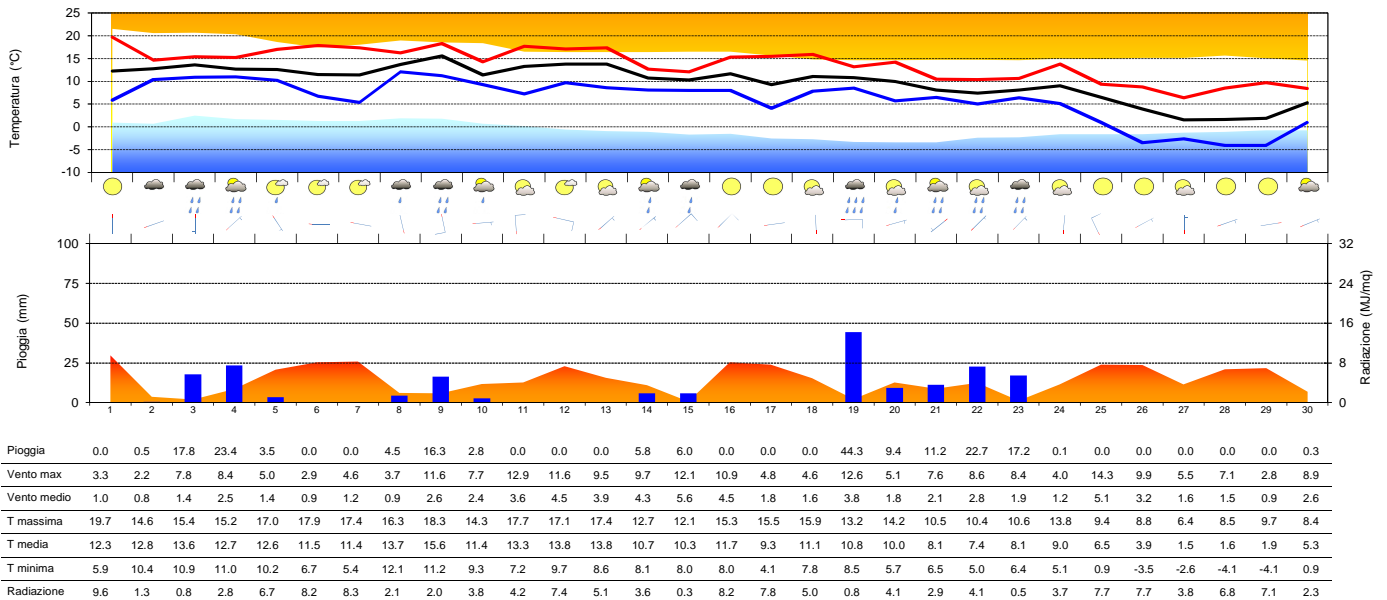 25
20
15
10
5
0
-5
-10
Temperatura (°C)
100
75
50
25
0
Pioggia (mm)
32
24
16
8
0
Radiazione (MJ/mq)
1 2 3 4 5 6 7 8 9 10 11 12 13 14 15 16 17 18 19 20 21 22 23 24 25 26 27 28 29 30
Pioggia 0.0 0.5 17.8 23.4 3.5 0.0 0.0 4.5 16.3 2.8 0.0 0.0 0.0 5.8 6.0 0.0 0.0 0.0 44.3 9.4 11.2 22.7 17.2 0.1 0.0 0.0 0.0 0.0 0.0 0.3
Vento max 3.3 2.2 7.8 8.4 5.0 2.9 4.6 3.7 11.6 7.7 12.9 11.6 9.5 9.7 12.1 10.9 4.8 4.6 12.6 5.1 7.6 8.6 8.4 4.0 14.3 9.9 5.5 7.1 2.8 8.9
Vento medio 1.0 0.8 1.4 2.5 1.4 0.9 1.2 0.9 2.6 2.4 3.6 4.5 3.9 4.3 5.6 4.5 1.8 1.6 3.8 1.8 2.1 2.8 1.9 1.2 5.1 3.2 1.6 1.5 0.9 2.6
T massima 19.7 14.6 15.4 15.2 17.0 17.9 17.4 16.3 18.3 14.3 17.7 17.1 17.4 12.7 12.1 15.3 15.5 15.9 13.2 14.2 10.5 10.4 10.6 13.8 9.4 8.8 6.4 8.5 9.7 8.4
T media 12.3 12.8 13.6 12.7 12.6 11.5 11.4 13.7 15.6 11.4 13.3 13.8 13.8 10.7 10.3 11.7 9.3 11.1 10.8 10.0 8.1 7.4 8.1 9.0 6.5 3.9 1.5 1.6 1.9 5.3
T minima 5.9 10.4 10.9 11.0 10.2 6.7 5.4 12.1 11.2 9.3 7.2 9.7 8.6 8.1 8.0 8.0 4.1 7.8 8.5 5.7 6.5 5.0 6.4 5.1 0.9 -3.5 -2.6 -4.1 -4.1 0.9
Radiazione 9.6 1.3 0.8 2.8 6.7 8.2 8.3 2.1 2.0 3.8 4.2 7.4 5.1 3.6 0.3 8.2 7.8 5.0 0.8 4.1 2.9 4.1 0.5 3.7 7.7 7.7 3.8 6.8 7.1 2.3